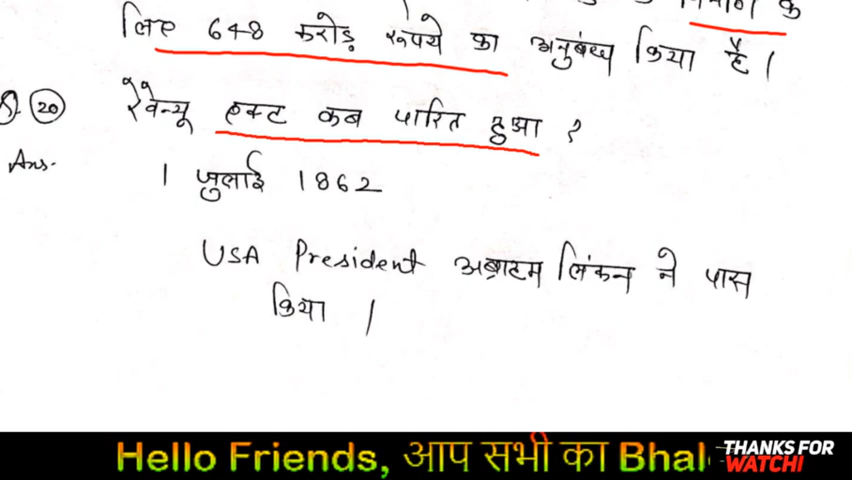 लिए 648 करोड़ रूपये का अनुबंध किया है।
Q. 20 रेवेन्यू एक्ट कब पारित हुआ ?
Ans.
1 जुलाई 1862
USA President अब्राहम लिंकन ने पास
किया |
Hello Friends, आप सभी का Bhal
THANKS FOR
WATCHI